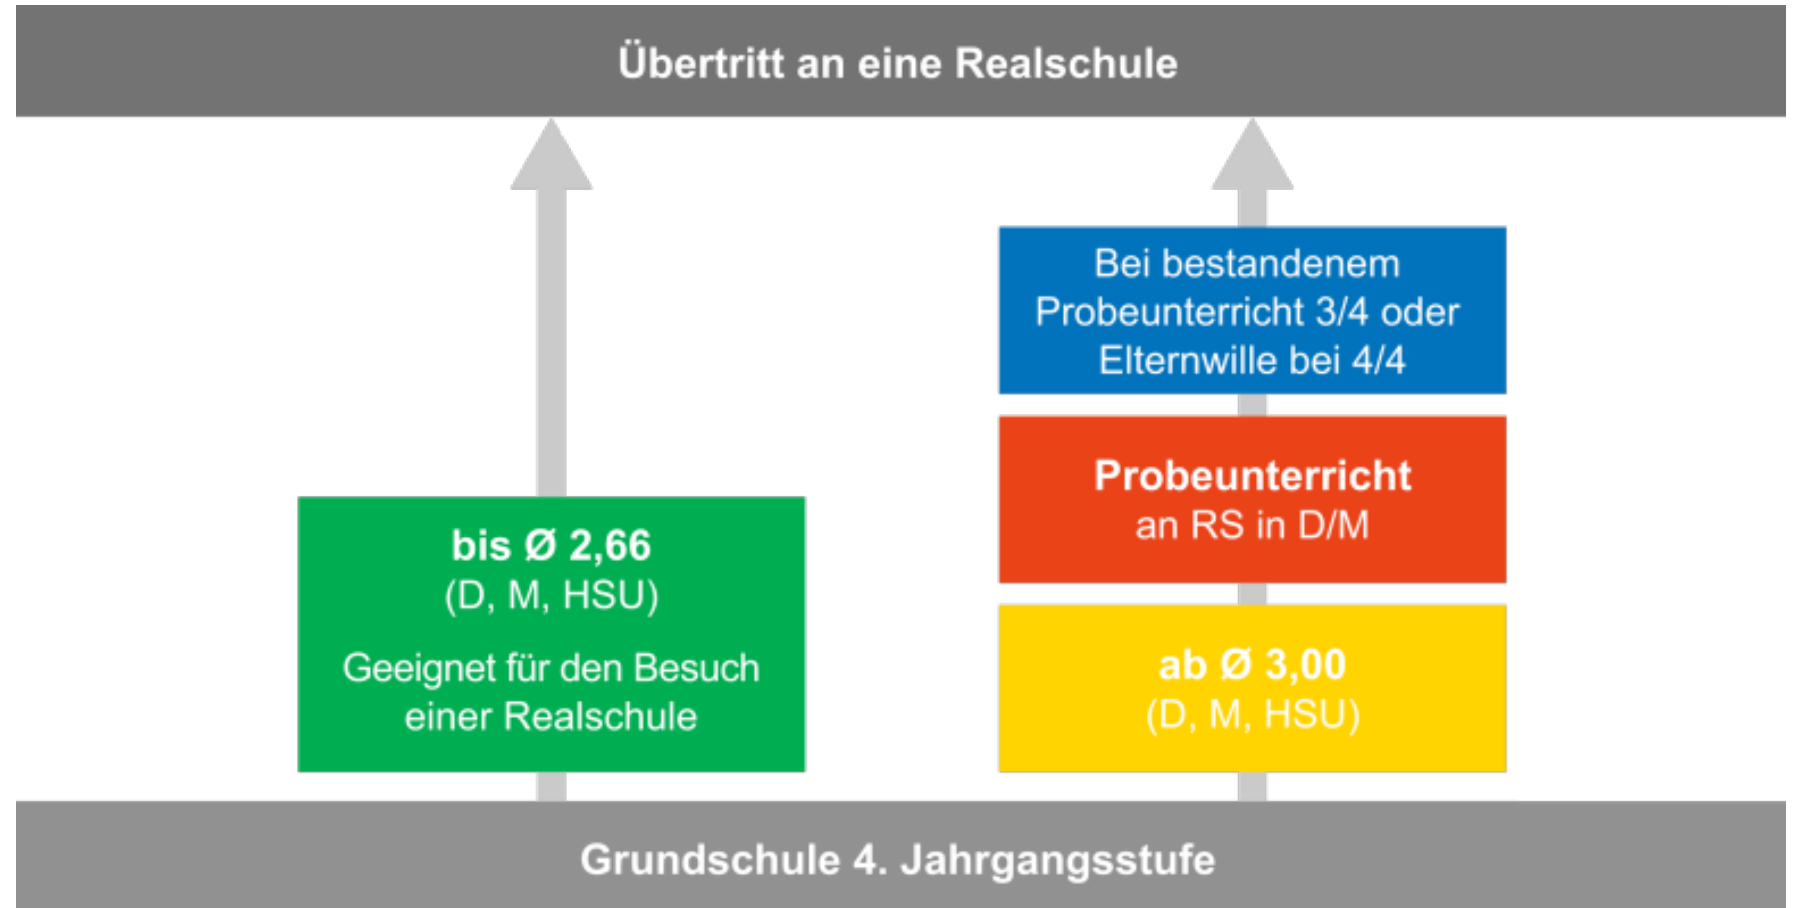 Übertritt an eine Realschule
Bei bestandenem
Probeunterricht 3/4 oder
Elternwille bei 4/4
Probeunterricht
an RS in D/M
bis Ø 2,66
(D, M, HSU)
Geeignet für den Besuch
einer Realschule
ab Ø 3,00
(D, M, HSU)
Grundschule 4. Jahrgangsstufe